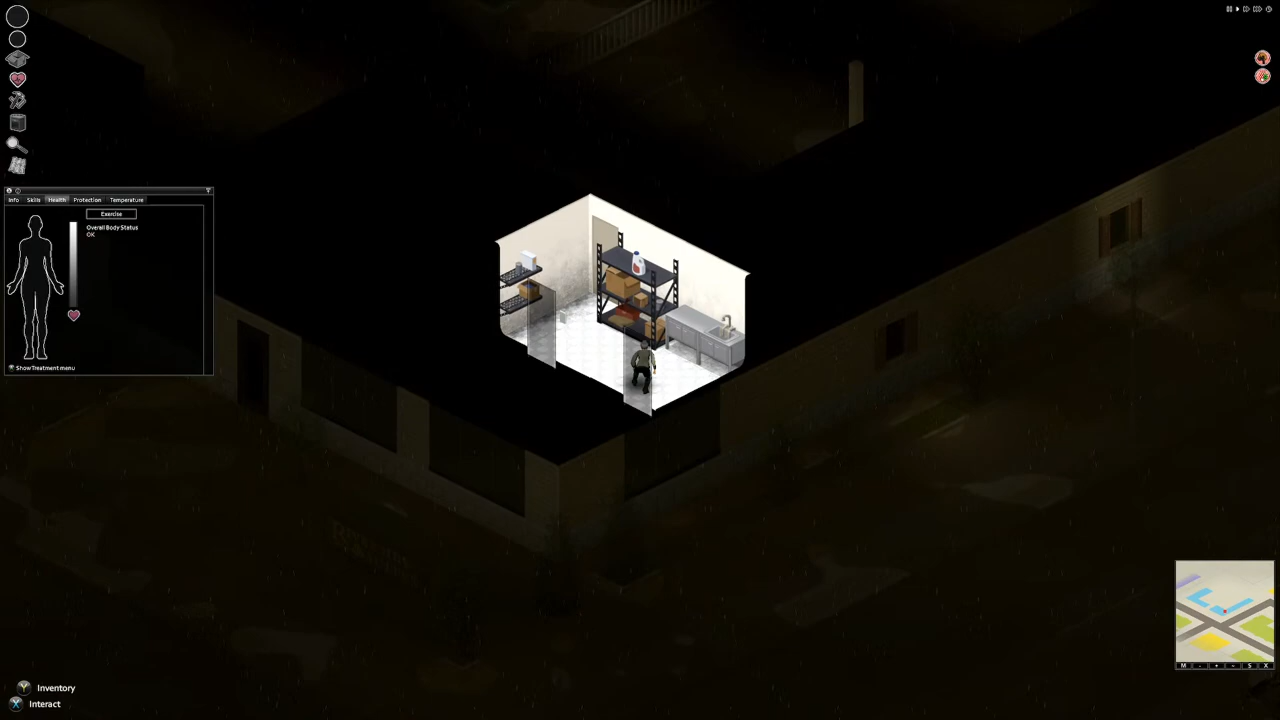 Info Skills Health Protection Temperature
Exercise
Overall Body Status
OK
Show Treatment menu
M - + - S X
Y Inventory
X Interact